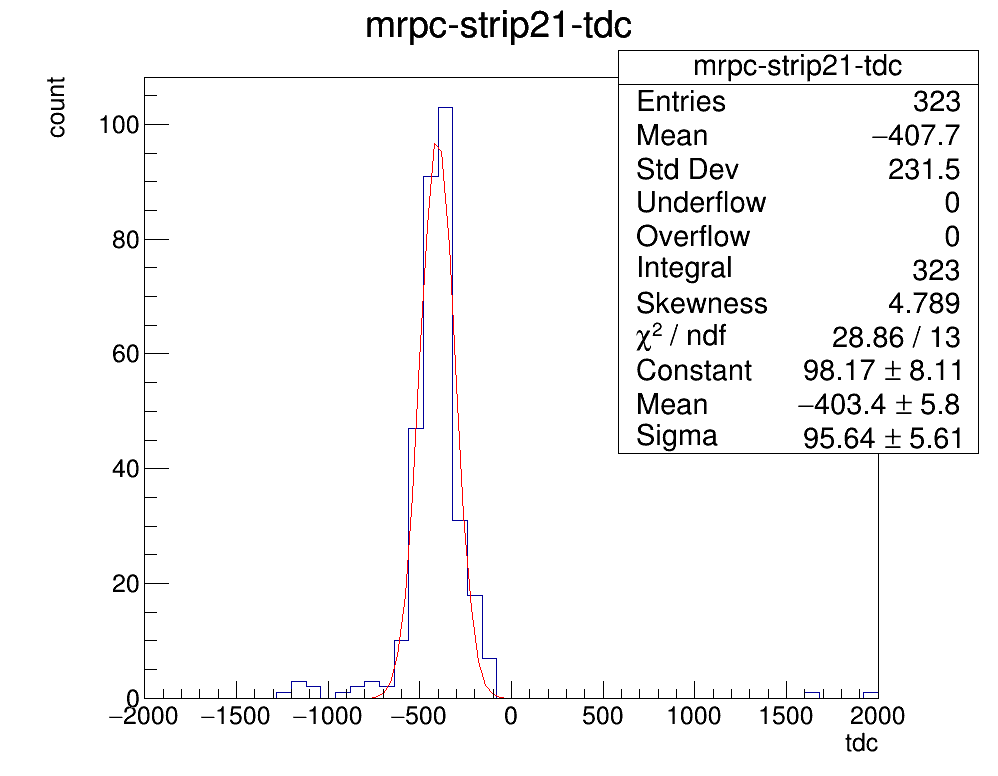 mrpc-strip21-tdc
count
mrpc-strip21-tdc
Entries 323
Mean −407.7
Std Dev 231.5
Underflow 0
Overflow 0
Integral 323
Skewness 4.789
χ² / ndf 28.86 / 13
Constant 98.17 ± 8.11
Mean −403.4 ± 5.8
Sigma 95.64 ± 5.61
100
80
60
40
20
0
−2000 −1500 −1000 −500 0 500 1000 1500 2000
tdc